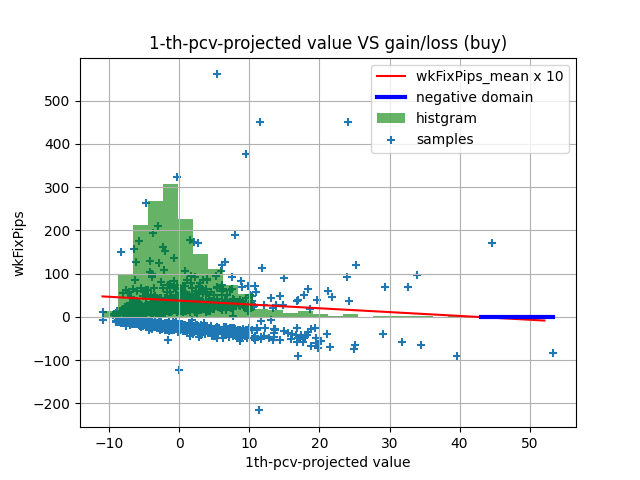 1-th-pcv-projected value VS gain/loss (buy)
wkFixPips_mean x 10
negative domain
histgram
samples
wkFixPips
500
400
300
200
100
0
−100
−200
−10
0
10
20
30
40
50
1th-pcv-projected value